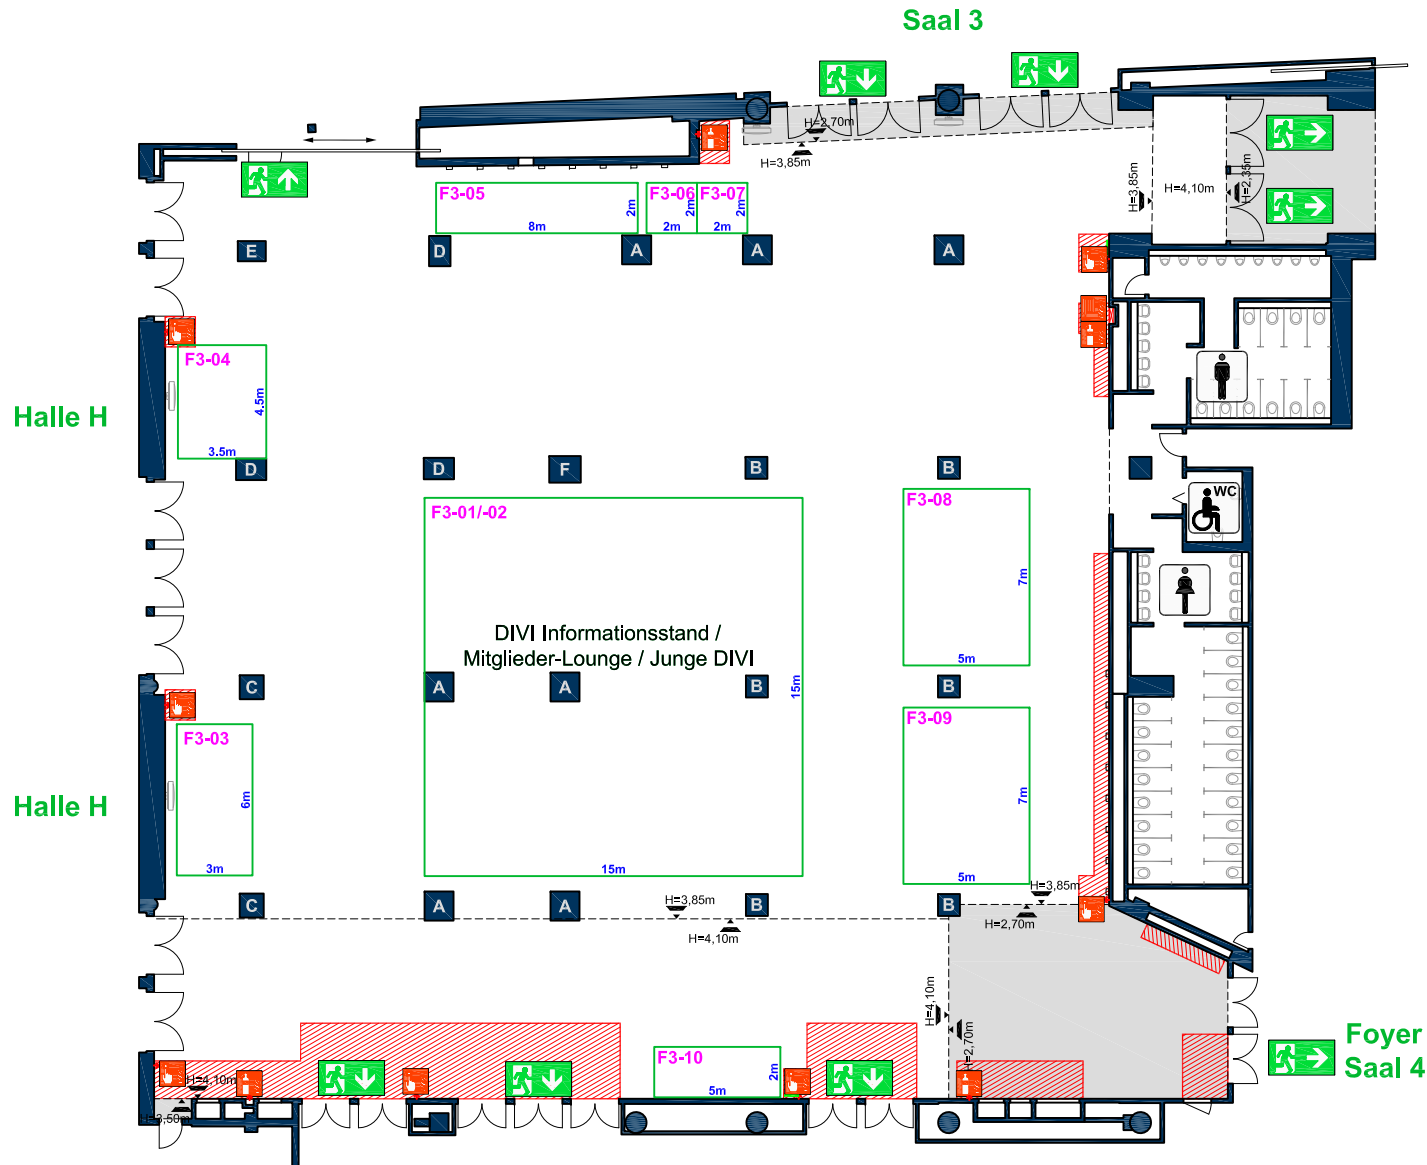 Saal 3
H=2,70m
H=3,85m
H=3,85m
H=4,10m
H=2,35m
F3-05
8m
2m
F3-06
2m
2m
F3-07
2m
2m
E
D
A
A
A
F3-04
4.5m
3.5m
Halle H
D
D
F
B
B
WC
F3-01/-02
F3-08
7m
5m
DIVI Informationsstand /
Mitglieder-Lounge / Junge DIVI
15m
15m
C
A
A
B
B
F3-03
6m
3m
Halle H
F3-09
7m
5m
C
A
A
B
B
H=3,85m
H=4,10m
H=3,85m
H=2,70m
H=4,10m
H=2,70m
F3-10
2m
5m
H=4,10m
H=3,50m
Foyer
Saal 4